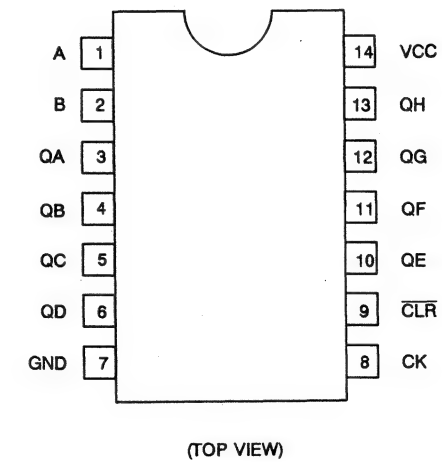 A 1 14 VCC
B 2 13 QH
QA 3 12 QG
QB 4 11 QF
QC 5 10 QE
QD 6 9 C̅L̅R̅
GND 7 8 CK
(TOP VIEW)